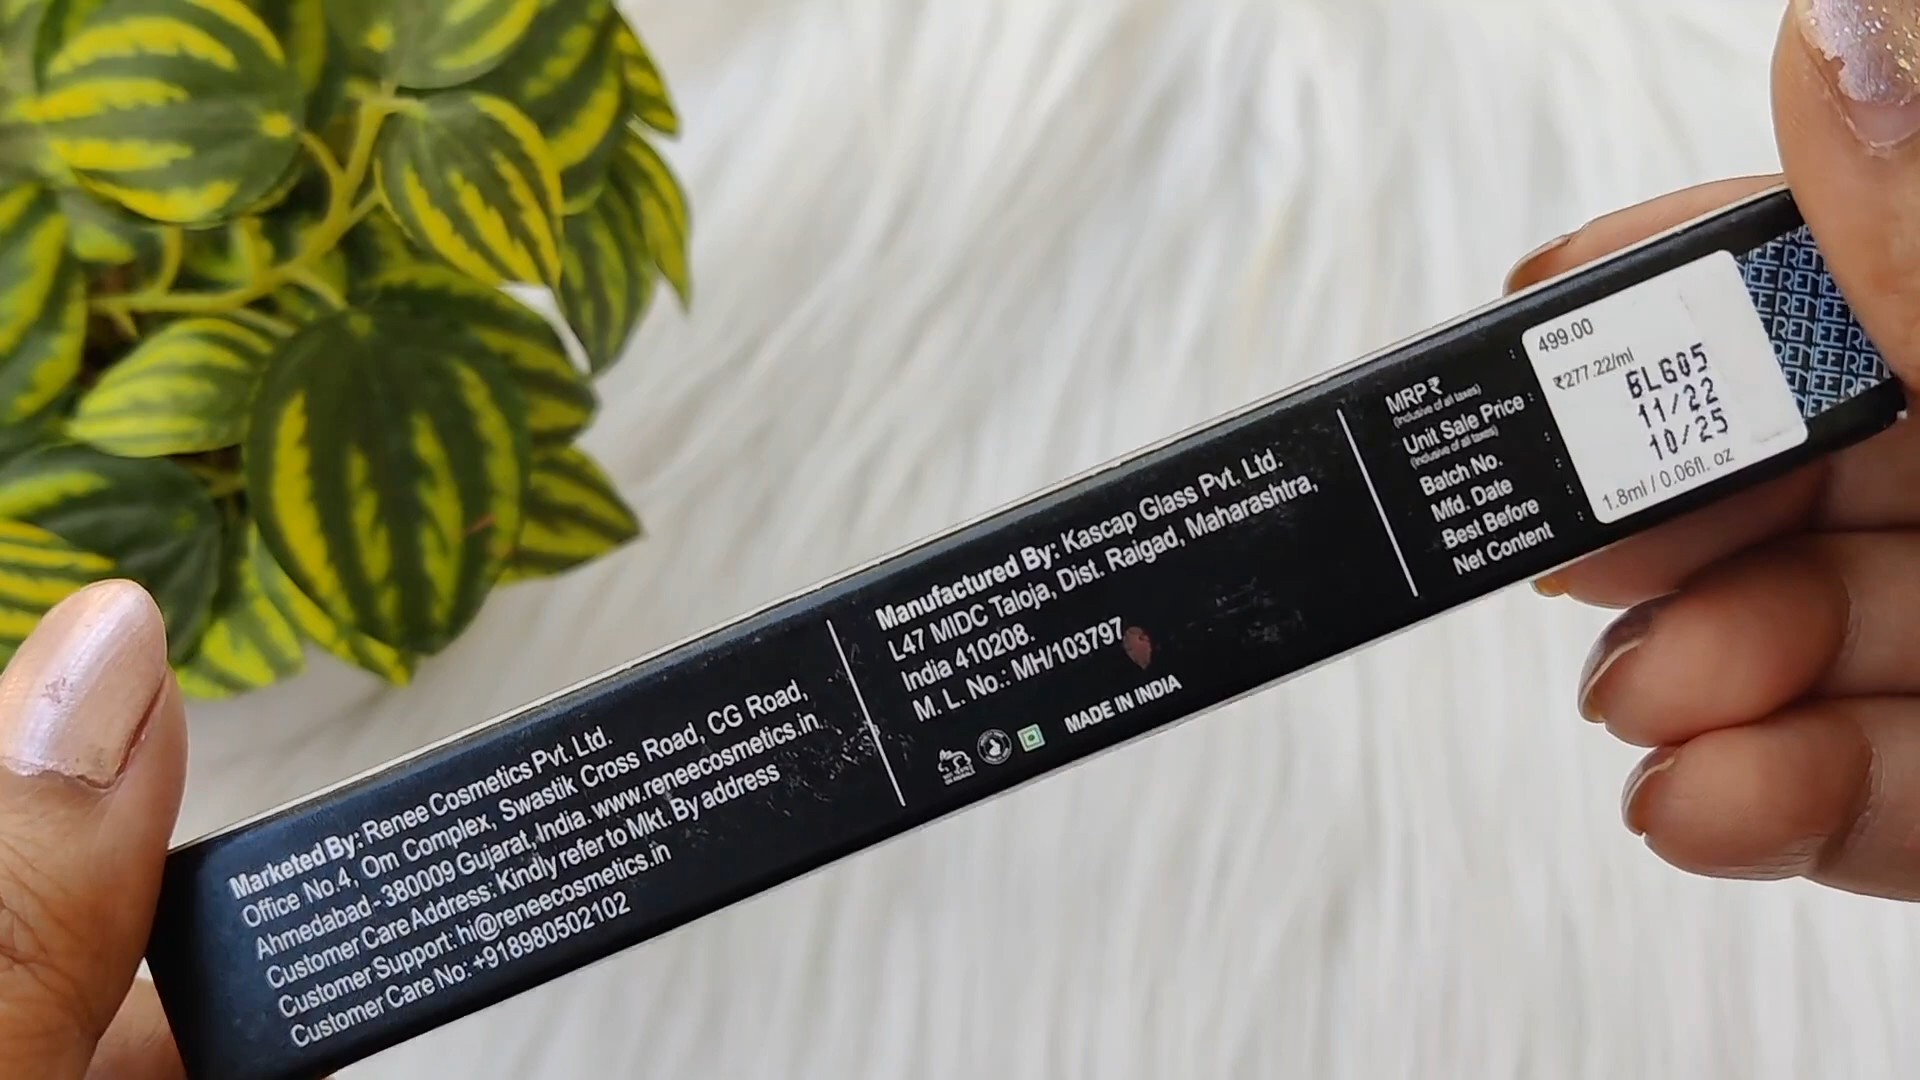 Marketed By: Renee Cosmetics Pvt. Ltd.
Office No.4, Om Complex, Swastik Cross Road, CG Road,
Ahmedabad - 380009 Gujarat, India. www.reneecosmetics.in
Customer Care Address: Kindly refer to Mkt. By address
Customer Support: hi@reneecosmetics.in
Customer Care No: +918980502102
Manufactured By: Kascap Glass Pvt. Ltd.
L47 MIDC Taloja, Dist. Raigad, Maharashtra,
India 410208.
M. L. No.: MH/103797
MADE IN INDIA
MRP₹ : 499.00
(Inclusive of all taxes)
Unit Sale Price : ₹277.22/ml
(Inclusive of all taxes)
Batch No. : BLG05
Mfd. Date : 11/22
Best Before : 10/25
Net Content : 1.8ml / 0.06fl. oz